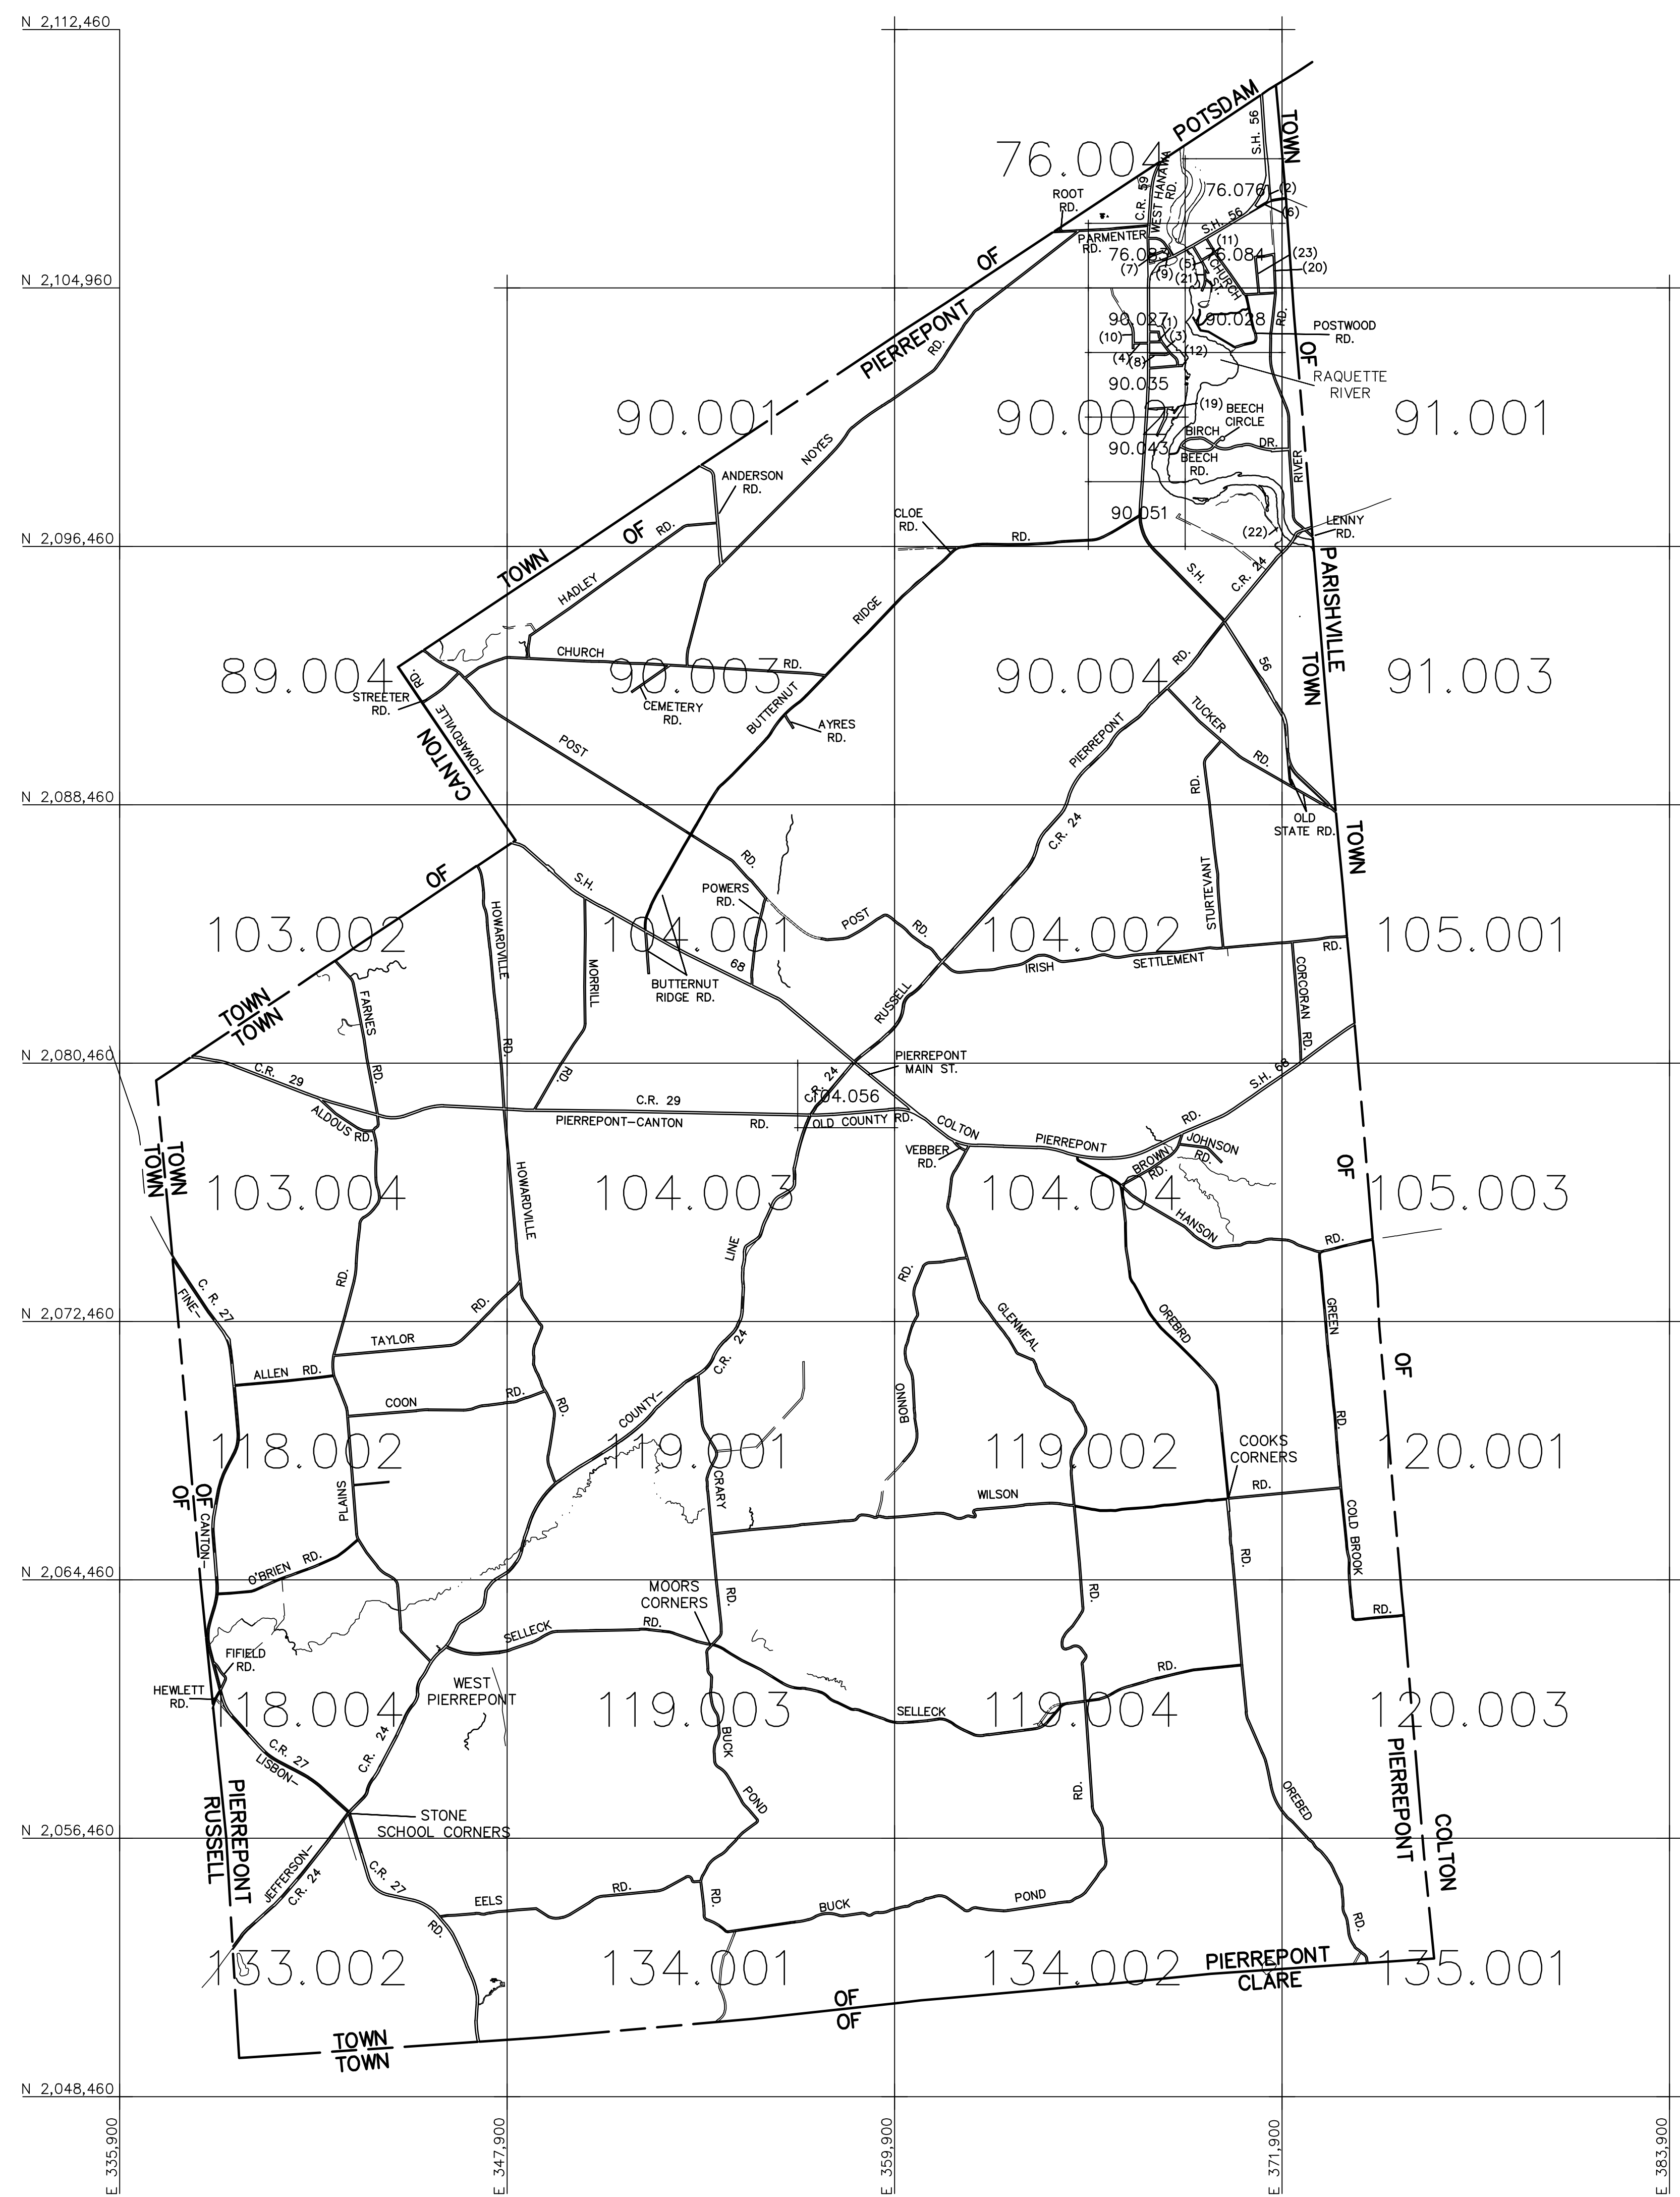 N 2,112,460
POTSDAM
S.H. 56
TOWN
76.004
C.R. 59
WEST HANAWA
RD.
76.076
(2)
(6)
ROOT
RD.
S.H. 56
PARMENTER
RD.
(11)
OF
76.083
76.084
(23)
(7)
(9)
(5)
(21)
CHURCH
ST.
(20)
N 2,104,960
PIERREPONT
RD.
90.027
(1)
90.028
RD.
POSTWOOD
RD.
(10)
(3)
(4)
(8)
(12)
OF
90.035
RAQUETTE
RIVER
90.001
90.002
91.001
(19)
BEECH
CIRCLE
BIRCH
DR.
90.043
BEECH
RD.
RIVER
NOYES
ANDERSON
RD.
90.051
CLOE
RD.
(22)
LENNY
RD.
RD.
OF
RD.
N 2,096,460
TOWN
HADLEY
S.H.
C.R. 24
PARISHVILLE
RIDGE
CHURCH
RD.
RD.
56
TOWN
89.004
90.003
90.004
91.003
RD.
STREETER
RD.
HOWARDVILLE
CANTON
CEMETERY
RD.
BUTTERNUT
AYRES
RD.
TUCKER
RD.
POST
PIERREPONT
RD.
N 2,088,460
C.R. 24
OLD
STATE RD.
TOWN
RD.
S.H.
OF
POWERS
RD.
STURTEVANT
HOWARDVILLE
POST
RD.
103.002
104.001
104.002
105.001
MORRILL
68
IRISH
SETTLEMENT
RD.
CORCORAN
RD.
BUTTERNUT
RIDGE RD.
FARNES
TOWN
TOWN
RUSSELL
RD.
RD.
N 2,080,460
C.R. 29
RD.
PIERREPONT
MAIN ST.
S.H. 68
C.R. 24
104.056
C.R. 29
ALDOUS RD.
PIERREPONT-CANTON
RD.
OLD COUNTY RD.
COLTON
PIERREPONT
RD.
VEBBER
RD.
BROWN
RD.
JOHNSON
RD.
TOWN
TOWN
OF
HOWARDVILLE
103.004
104.003
104.004
105.003
HANSON
RD.
LINE
RD.
RD.
C. R. 27
FINE-
RD.
GREEN
N 2,072,460
TAYLOR
C.R. 24
GLENMEAL
OREBRD
ALLEN RD.
OF
COON
RD.
RD.
COUNTY-
BONNO
RD.
118.002
119.001
119.002
COOKS
CORNERS
120.001
CRARY
PLAINS
WILSON
RD.
OF
OF
CANTON-
COLD BROOK
O'BRIEN RD.
RD.
N 2,064,460
MOORS
CORNERS
RD.
RD.
RD.
SELLECK
RD.
FIFIELD
RD.
RD.
HEWLETT
RD.
WEST
PIERREPONT
118.004
119.003
SELLECK
119.004
120.003
BUCK
C.R. 27
LISBON-
C.R. 24
PIERREPONT
RUSSELL
POND
RD.
OREBED
PIERREPONT
STONE
SCHOOL CORNERS
N 2,056,460
COLTON
JEFFERSON-
C.R. 24
C.R. 27
EELS
RD.
RD.
BUCK
POND
RD.
RD.
133.002
134.001
134.002
PIERREPONT
CLARE
135.001
OF
OF
TOWN
TOWN
N 2,048,460
E 335,900
E 347,900
E 359,900
E 371,900
E 383,900